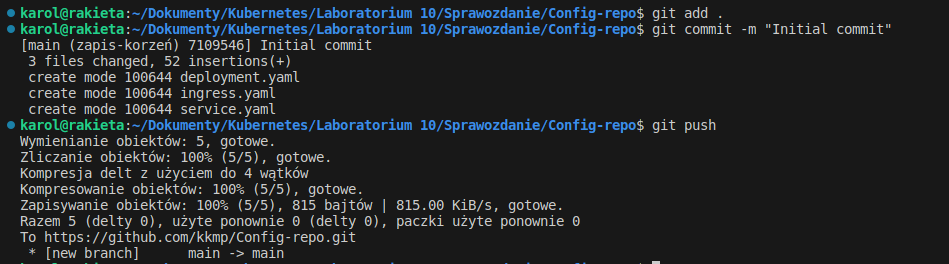 karol@rakieta:~/Dokumenty/Kubernetes/Laboratorium 10/Sprawozdanie/Config-repo$ git add .
karol@rakieta:~/Dokumenty/Kubernetes/Laboratorium 10/Sprawozdanie/Config-repo$ git commit -m "Initial commit"
[main (zapis-korzeń) 7109546] Initial commit
 3 files changed, 52 insertions(+)
 create mode 100644 deployment.yaml
 create mode 100644 ingress.yaml
 create mode 100644 service.yaml
karol@rakieta:~/Dokumenty/Kubernetes/Laboratorium 10/Sprawozdanie/Config-repo$ git push
Wymienianie obiektów: 5, gotowe.
Zliczanie obiektów: 100% (5/5), gotowe.
Kompresja delt z użyciem do 4 wątków
Kompresowanie obiektów: 100% (5/5), gotowe.
Zapisywanie obiektów: 100% (5/5), 815 bajtów | 815.00 KiB/s, gotowe.
Razem 5 (delty 0), użyte ponownie 0 (delty 0), paczki użyte ponownie 0
To https://github.com/kkmp/Config-repo.git
 * [new branch]      main -> main